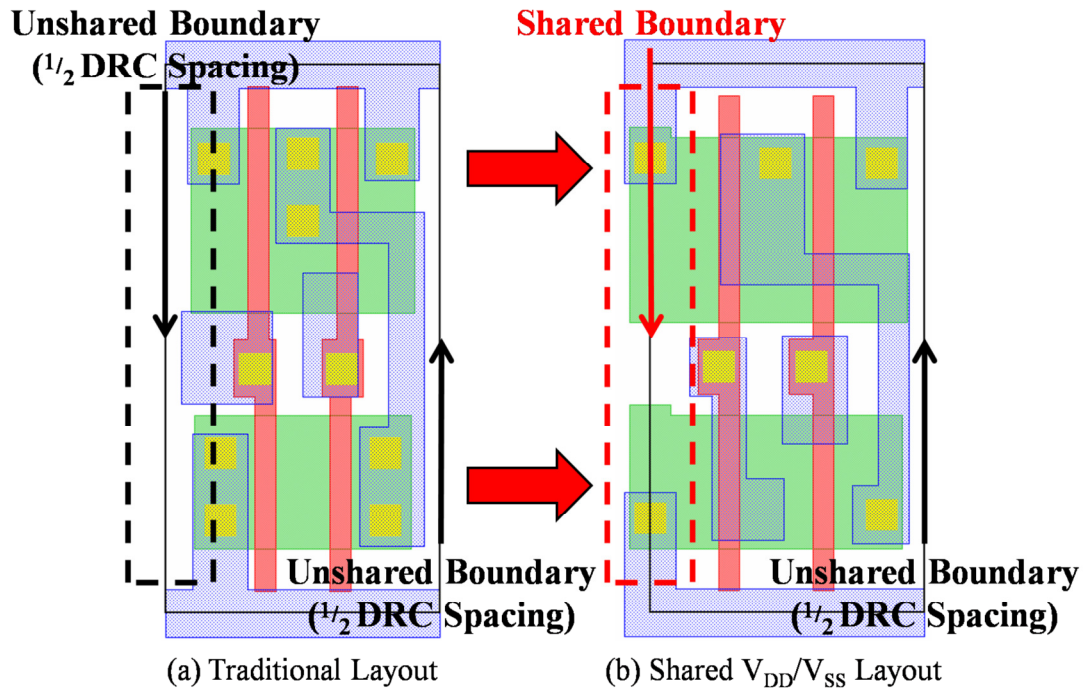 Unshared Boundary
(1/2 DRC Spacing)
Shared Boundary
Unshared Boundary
(1/2 DRC Spacing)
Unshared Boundary
(1/2 DRC Spacing)
(a) Traditional Layout
(b) Shared VDD/VSS Layout